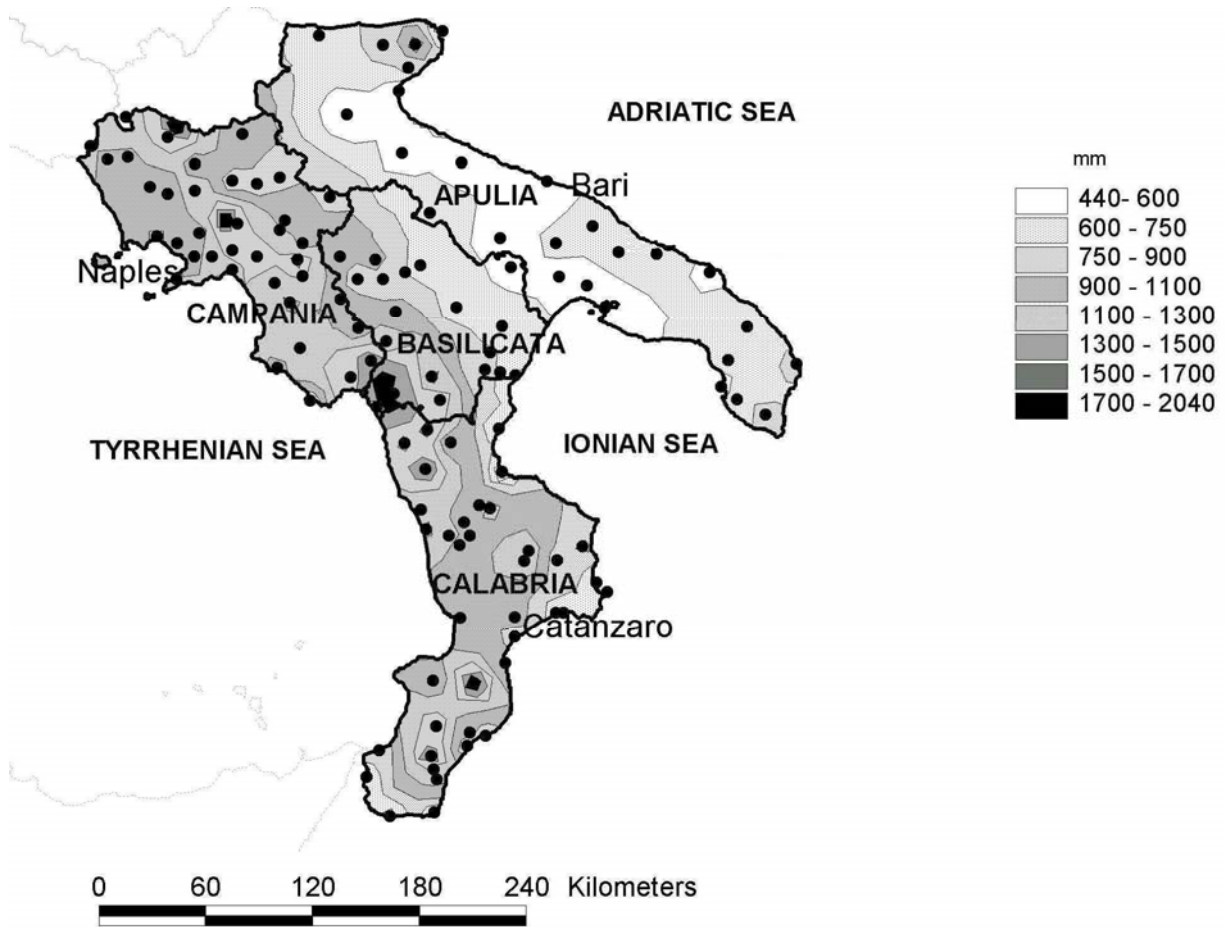 ADRIATIC SEA
mm
440- 600
600 - 750
750 - 900
900 - 1100
1100 - 1300
1300 - 1500
1500 - 1700
1700 - 2040
Bari
APULIA
Naples
CAMPANIA
BASILICATA
TYRRHENIAN SEA
IONIAN SEA
CALABRIA
Catanzaro
0 60 120 180 240 Kilometers